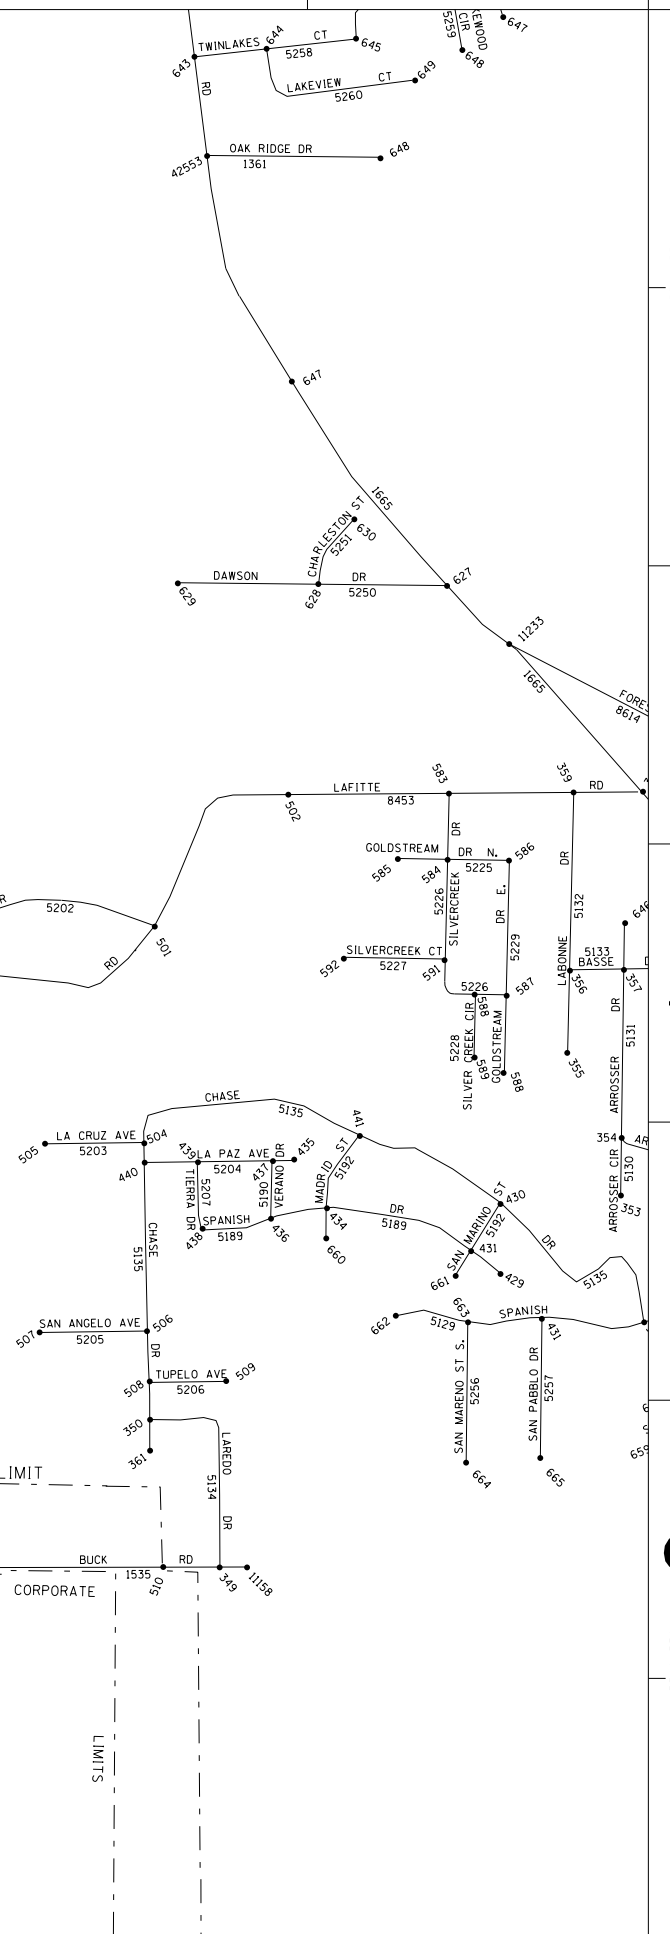 644
TWINLAKES CT
5258
645
643
5259
CIR
KEWOOD
647
648
LAKEVIEW CT
5260
649
RD
42553
OAK RIDGE DR
1361
648
647
1665
CHARLESTON ST
5251
630
DAWSON DR
5250
629
628
627
11233
1665
FORES
8614
583
359
LAFITTE RD
8453
502
DR
GOLDSTREAM DR N.
5225
585
584
586
5226
SILVERCREEK
DR E.
5229
DR
5132
LABONNE
646
R
5202
501
RD
SILVERCREEK CT
5227
592
591
5133
BASSE
356
357
5226
588
587
5228
SILVER CREEK CIR
589
GOLDSTREAM
588
355
DR
5131
ARROSSER
CHASE
5135
441
LA CRUZ AVE
5203
505
504
439
LA PAZ AVE
5204
437
435
440
5207
TIERRA DR
5190
VERANO DR
MADRID ST
5192
354
AR
5130
ARROSSER CIR
353
SPANISH DR
5189
5189
438
436
434
660
SAN MARINO ST
5192
430
431
429
661
DR
5135
CHASE
5135
DR
SAN ANGELO AVE
5205
507
506
662
5129
663
SPANISH
431
TUPELO AVE
5206
508
509
350
361
SAN MARENO ST S.
5256
664
SAN PABBLO DR
5257
665
659
LAREDO DR
5134
LIMIT
BUCK RD
1535
510
349
11158
CORPORATE
LIMITS